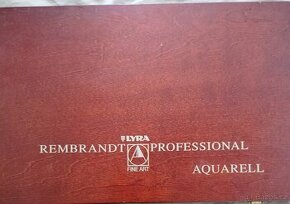 LYRA
REMBRANDT PROFESSIONAL
FINE ART
AQUARELL